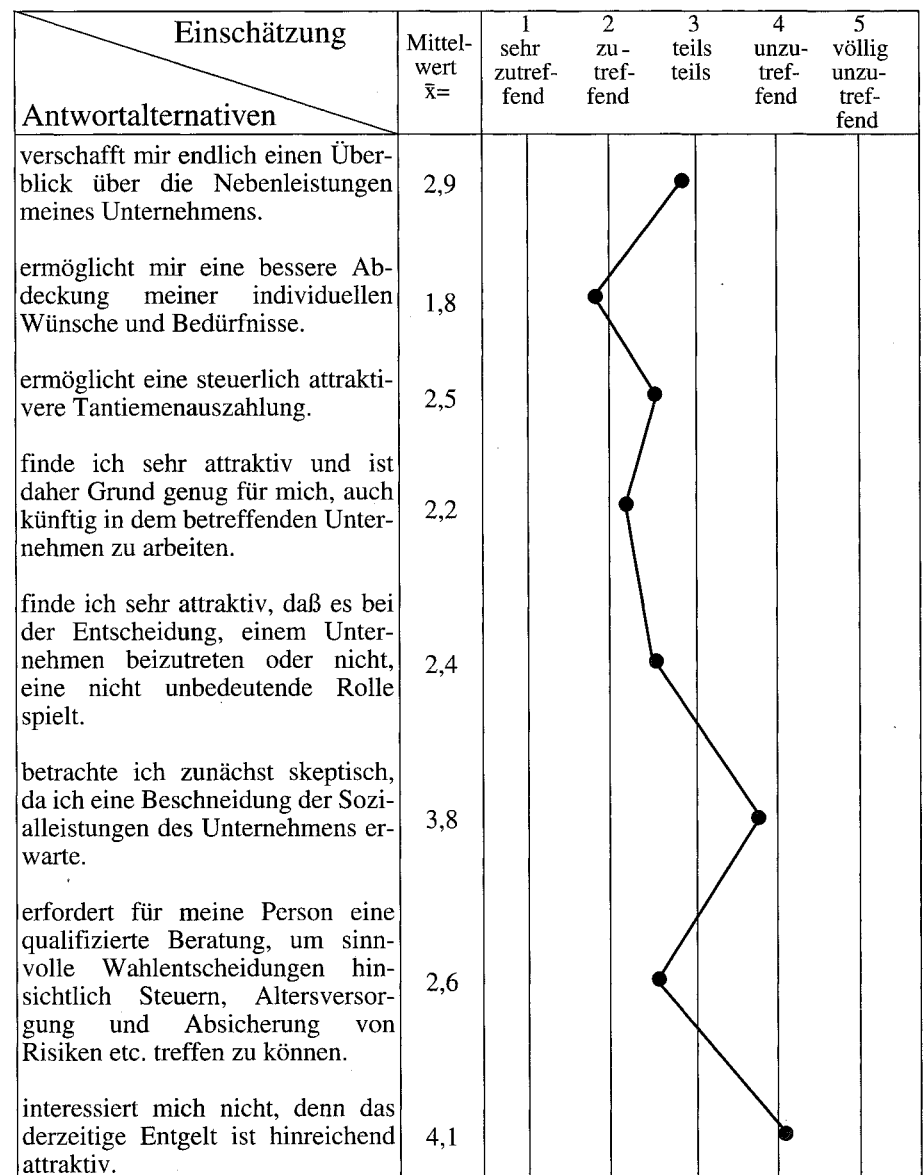 Einschätzung
Antwortalternativen
Mittel-
wert
x̄=
1
sehr
zutref-
fend
2
zu-
tref-
fend
3
teils
teils
4
unzu-
tref-
fend
5
völlig
unzu-
tref-
fend
verschafft mir endlich einen Über-
blick über die Nebenleistungen
meines Unternehmens.
2,9
ermöglicht mir eine bessere Ab-
deckung meiner individuellen
Wünsche und Bedürfnisse.
1,8
ermöglicht eine steuerlich attrakti-
vere Tantiemenauszahlung.
2,5
finde ich sehr attraktiv und ist
daher Grund genug für mich, auch
künftig in dem betreffenden Unter-
nehmen zu arbeiten.
2,2
finde ich sehr attraktiv, daß es bei
der Entscheidung, einem Unter-
nehmen beizutreten oder nicht,
eine nicht unbedeutende Rolle
spielt.
2,4
betrachte ich zunächst skeptisch,
da ich eine Beschneidung der Sozi-
alleistungen des Unternehmens er-
warte.
3,8
erfordert für meine Person eine
qualifizierte Beratung, um sinn-
volle Wahlentscheidungen hin-
sichtlich Steuern, Altersversor-
gung und Absicherung von
Risiken etc. treffen zu können.
2,6
interessiert mich nicht, denn das
derzeitige Entgelt ist hinreichend
attraktiv.
4,1